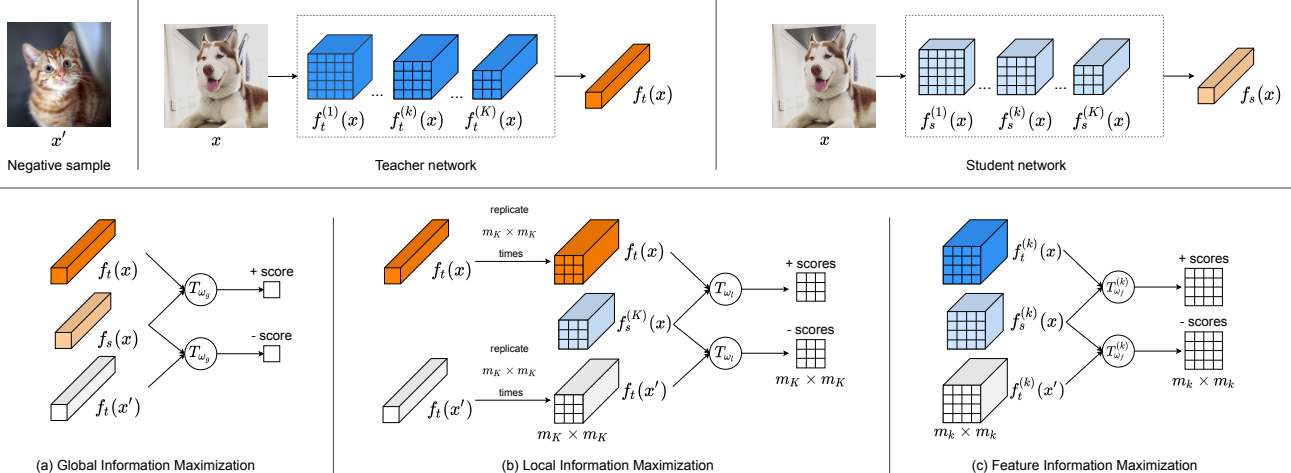 x′
Negative sample
x
f_t^{(1)}(x)
...
f_t^{(k)}(x)
...
f_t^{(K)}(x)
f_t(x)
Teacher network
x
f_s^{(1)}(x)
...
f_s^{(k)}(x)
...
f_s^{(K)}(x)
f_s(x)
Student network
f_t(x)
f_s(x)
f_t(x′)
T_{ω_g}
T_{ω_g}
+ score
- score
(a) Global Information Maximization
f_t(x)
replicate
m_K × m_K
times
f_t(x)
f_s^{(K)}(x)
f_t(x′)
replicate
m_K × m_K
times
f_t(x′)
m_K × m_K
T_{ω_l}
T_{ω_l}
+ scores
- scores
m_K × m_K
(b) Local Information Maximization
f_t^{(k)}(x)
f_s^{(k)}(x)
f_t^{(k)}(x′)
m_k × m_k
T_{ω_f}^{(k)}
T_{ω_f}^{(k)}
+ scores
- scores
m_k × m_k
(c) Feature Information Maximization